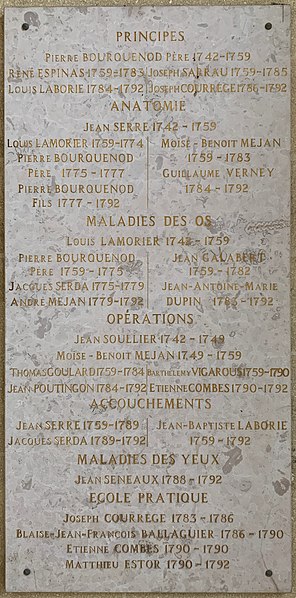 PRINCIPES
PIERRE BOURQUENOD PÈRE 1742-1759
RENÉ ESPINAS 1759-1783 JOSEPH SARRAU 1759-1785
LOUIS LABORIE 1784-1792 JOSEPH COURRÈGE 1786-1792
ANATOMIE
JEAN SERRE 1742 - 1759
LOUIS LAMORIER 1759-1774
PIERRE BOURQUENOD
PÈRE 1775-1777
PIERRE BOURQUENOD
FILS 1777 - 1792
MOÏSE-BENOIT MEJAN
1759 - 1783
GUILLAUME VERNEY
1784 - 1792
MALADIES DES OS
LOUIS LAMORIER 1742 - 1759
PIERRE BOURQUENOD
PÈRE 1759 - 1775
JACQUES SERDA 1775-1779
ANDRÉ MEJAN 1779-1792
JEAN GALABERT
1759-1782
JEAN-ANTOINE-MARIE
DUPIN 1783-1792
OPÉRATIONS
JEAN SOULLIER 1742 - 1749
MOÏSE-BENOIT MEJAN 1749 - 1759
THOMAS GOULARD 1759-1784 BARTHÉLEMY VIGAROUS 1759-1790
JEAN POUTINGON 1784-1792 ETIENNE COMBES 1790-1792
ACCOUCHEMENTS
JEAN SERRE 1759-1789
JACQUES SERDA 1789-1792
JEAN-BAPTISTE LABORIE
1759 - 1792
MALADIES DES YEUX
JEAN SENEAUX 1788 - 1792
ECOLE PRATIQUE
JOSEPH COURRÈGE 1783 - 1786
BLAISE-JEAN-FRANÇOIS BALLAGUIER 1786 - 1790
ETIENNE COMBES 1790 - 1790
MATTHIEU ESTOR 1790 - 1792